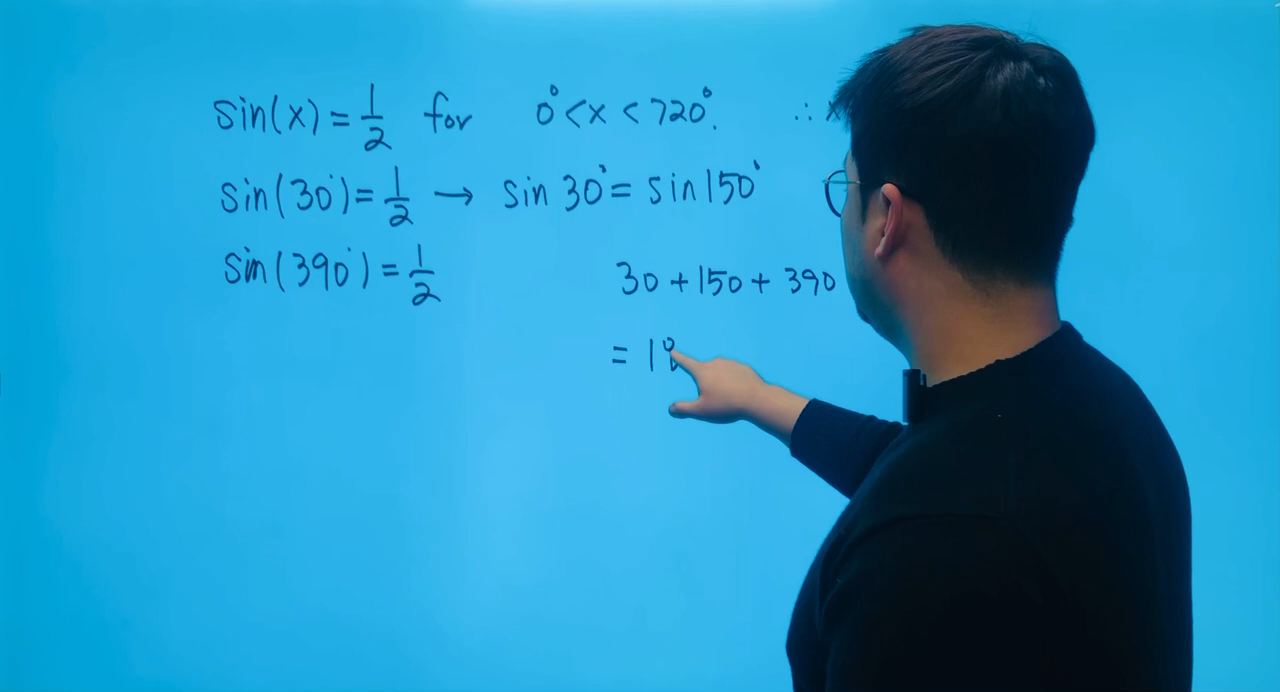 sin(x) = 1/2 for 0° < x < 720°. ∴
sin(30°) = 1/2 → sin 30° = sin 150°
sin(390°) = 1/2
30 + 150 + 390
= 1